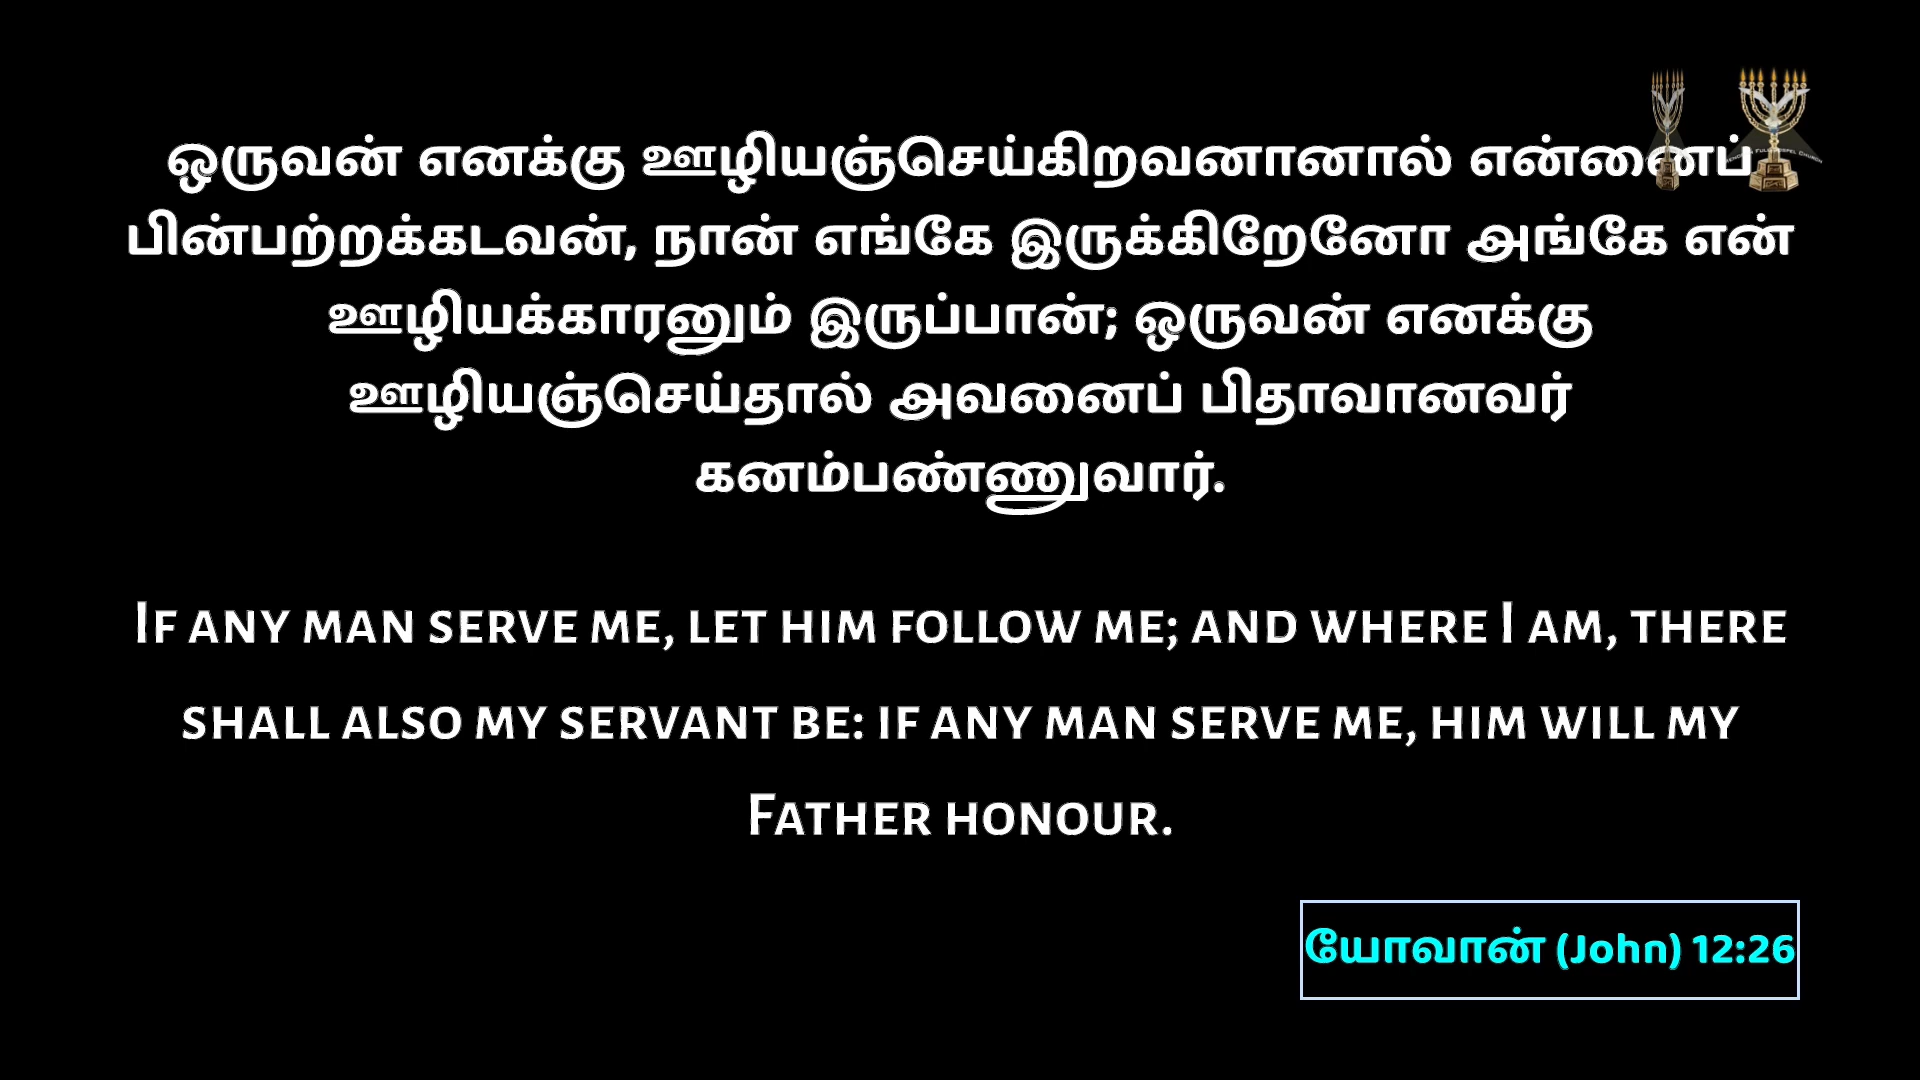 ஒருவன் எனக்கு ஊழியஞ்செய்கிறவனானால் என்னைப்
பின்பற்றக்கடவன், நான் எங்கே இருக்கிறேனோ அங்கே என்
ஊழியக்காரனும் இருப்பான்; ஒருவன் எனக்கு
ஊழியஞ்செய்தால் அவனைப் பிதாவானவர்
கனம்பண்ணுவார்.
If any man serve me, let him follow me; and where I am, there
shall also my servant be: if any man serve me, him will my
Father honour.
யோவான் (John) 12:26